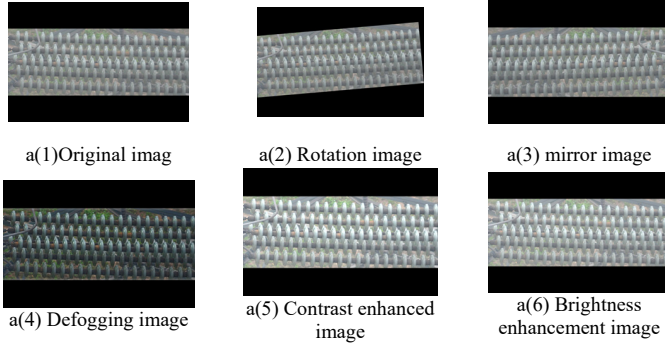 a(1)Original imag
a(2) Rotation image
a(3) mirror image
a(4) Defogging image
a(5) Contrast enhanced
image
a(6) Brightness
enhancement image